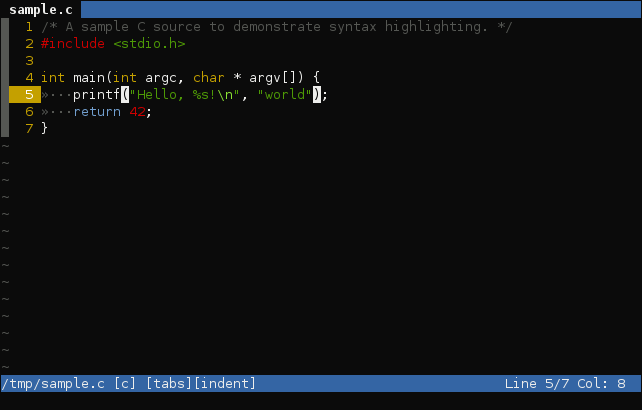 sample.c
1 /* A sample C source to demonstrate syntax highlighting. */
2 #include <stdio.h>
3
4 int main(int argc, char * argv[]) {
5 »···printf("Hello, %s!\n", "world");
6 »···return 42;
7 }
~
~
~
~
~
~
~
~
~
~
~
~
~
~
/tmp/sample.c [c] [tabs][indent] Line 5/7 Col: 8